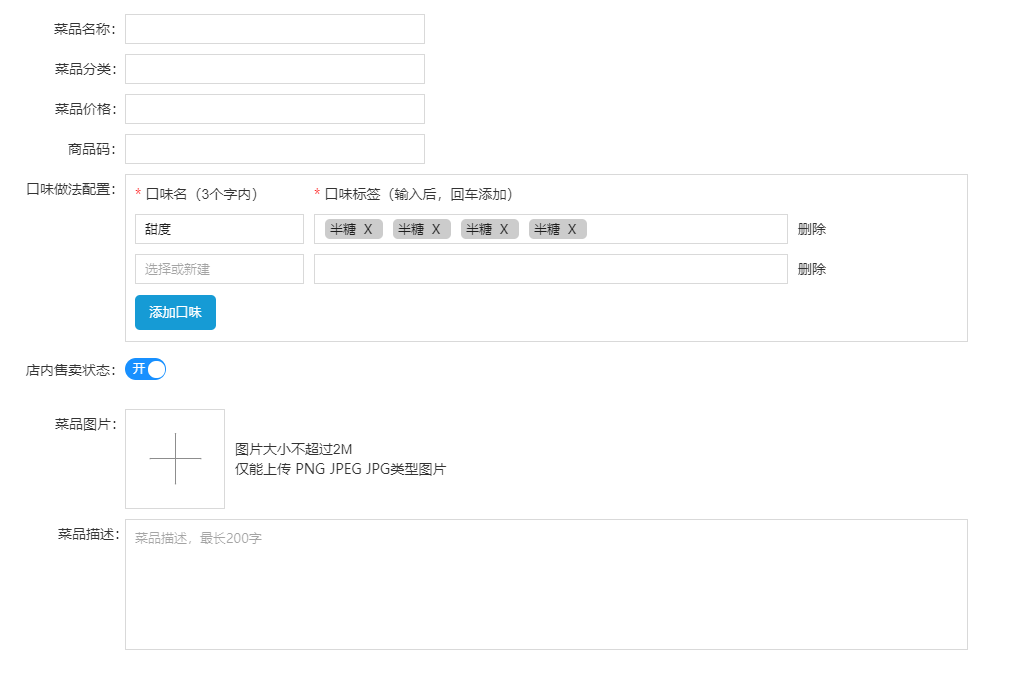 菜品名称：
菜品分类：
菜品价格：
商品码：
口味做法配置：
* 口味名（3个字内） * 口味标签（输入后，回车添加）
甜度 半糖 X 半糖 X 半糖 X 半糖 X 删除
选择或新建 删除
添加口味
店内售卖状态： 开
菜品图片：
图片大小不超过2M
仅能上传 PNG JPEG JPG类型图片
菜品描述：
菜品描述，最长200字